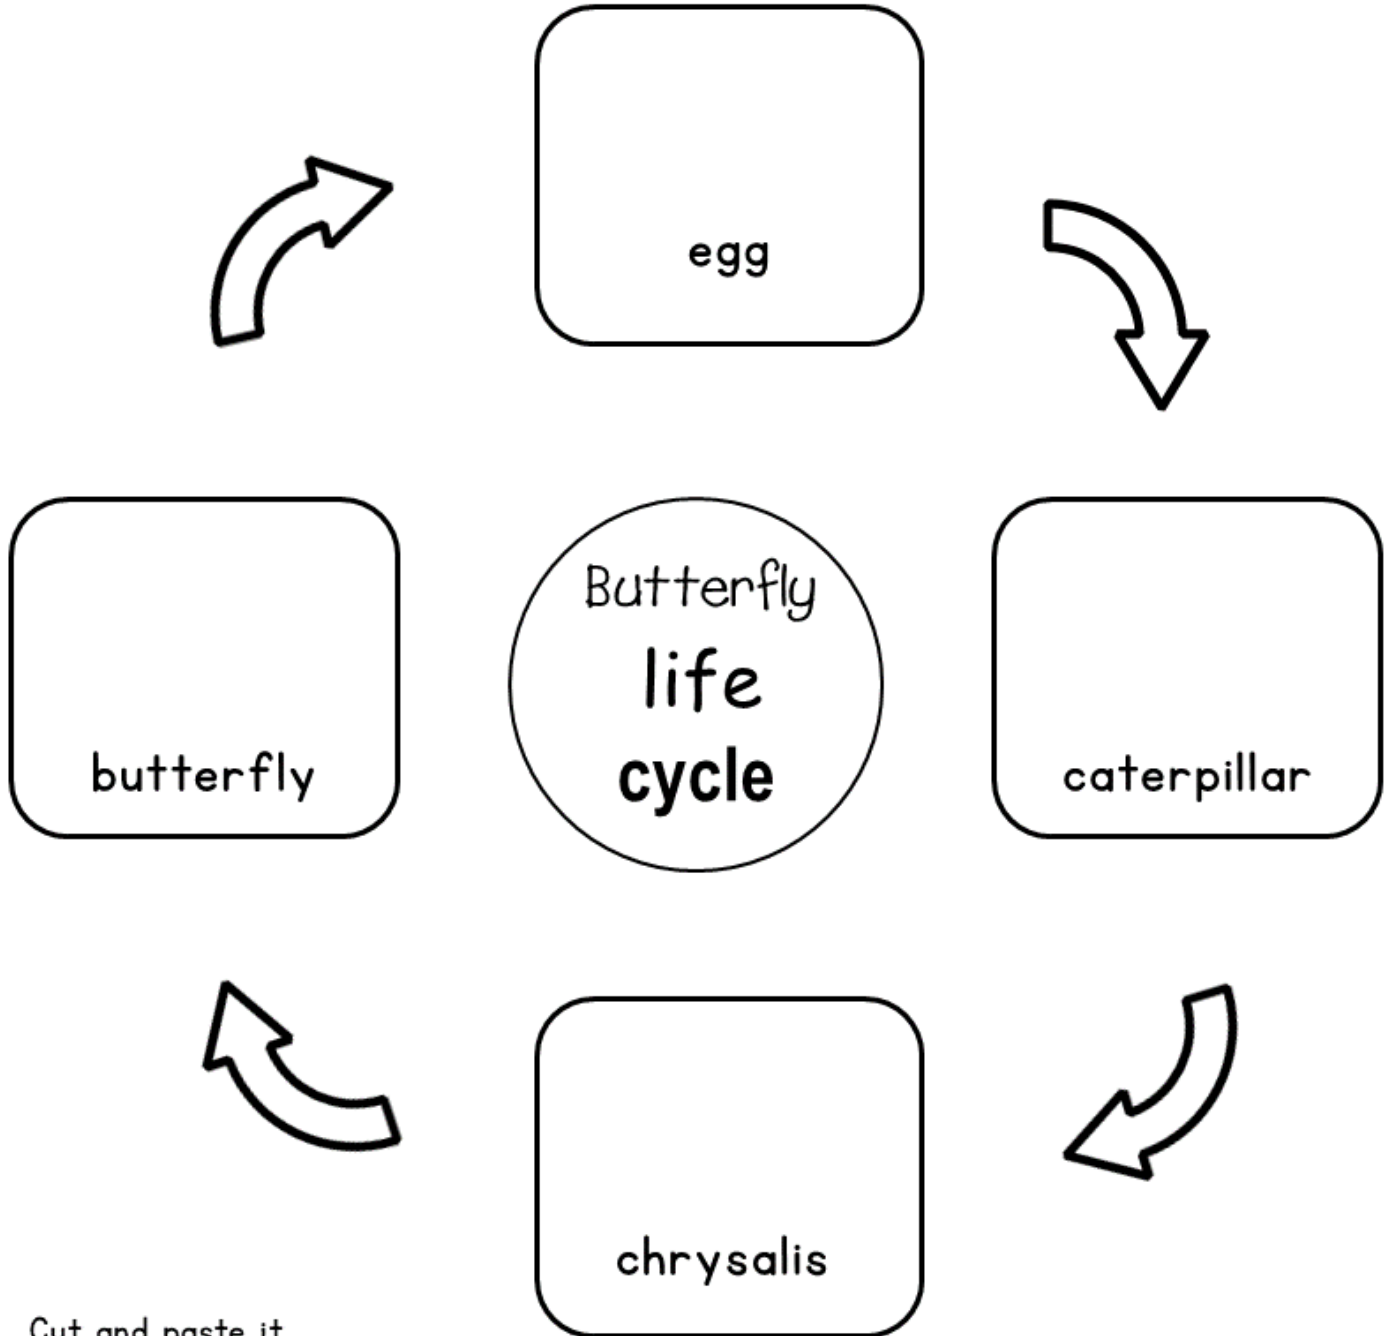 egg
Butterfly
life
cycle
butterfly
caterpillar
chrysalis
Cut and paste it